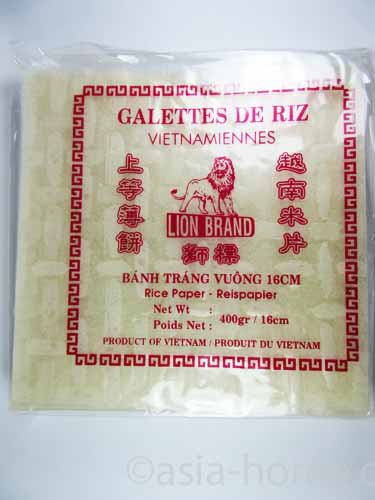 GALETTES DE RIZ
VIETNAMIENNES
上等薄餅
越南米片
LION BRAND
獅標
BÁNH TRÁNG VUÔNG 16CM
Rice Paper - Reispapier
Net Wt :
Poids Net : 400gr / 16cm
PRODUCT OF VIETNAM / PRODUIT DU VIETNAM